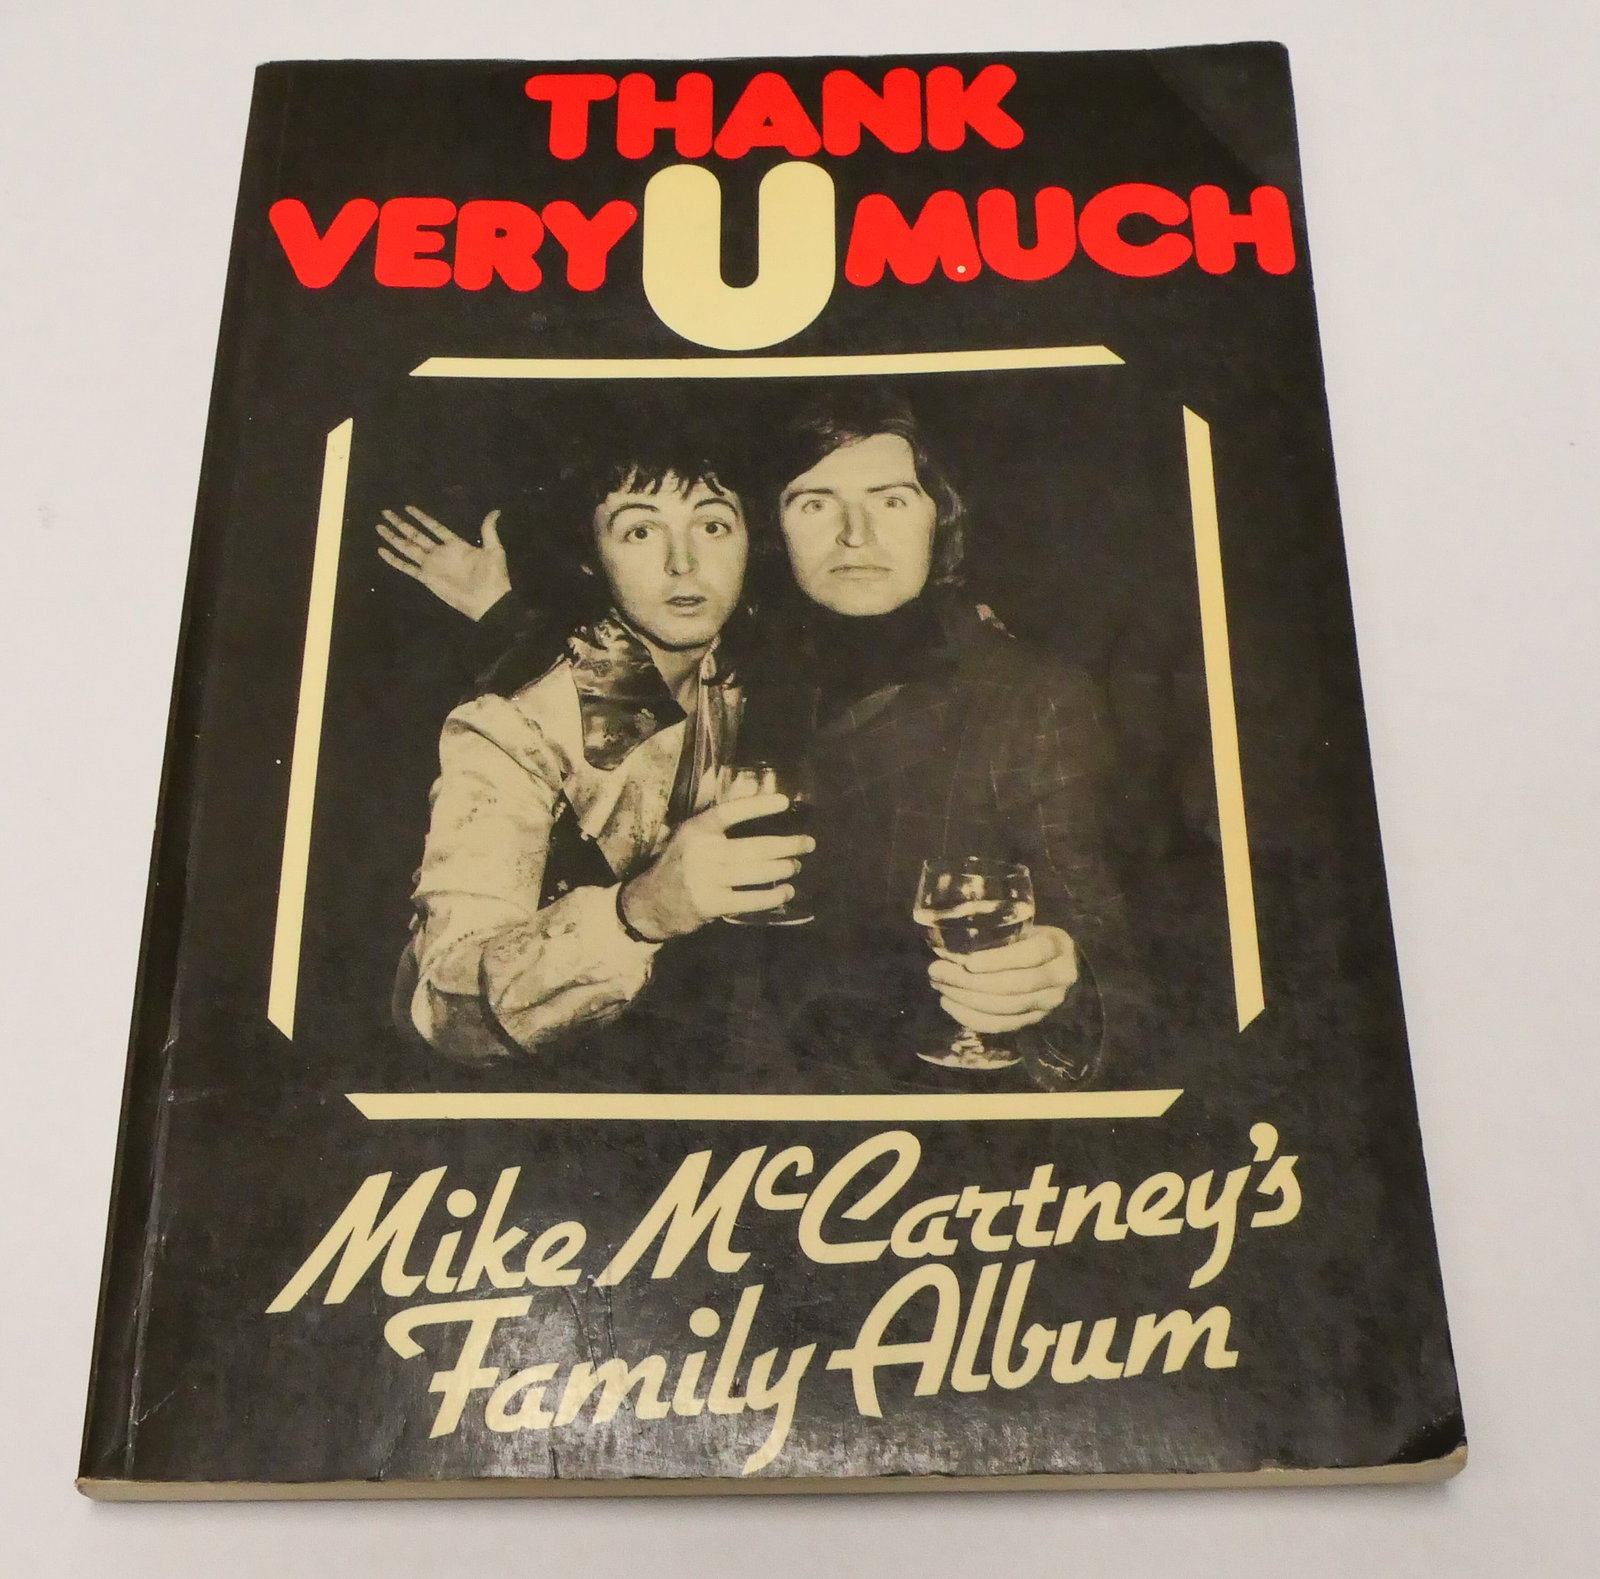 THANK
VERY U MUCH
Mike McCartney's
Family Album